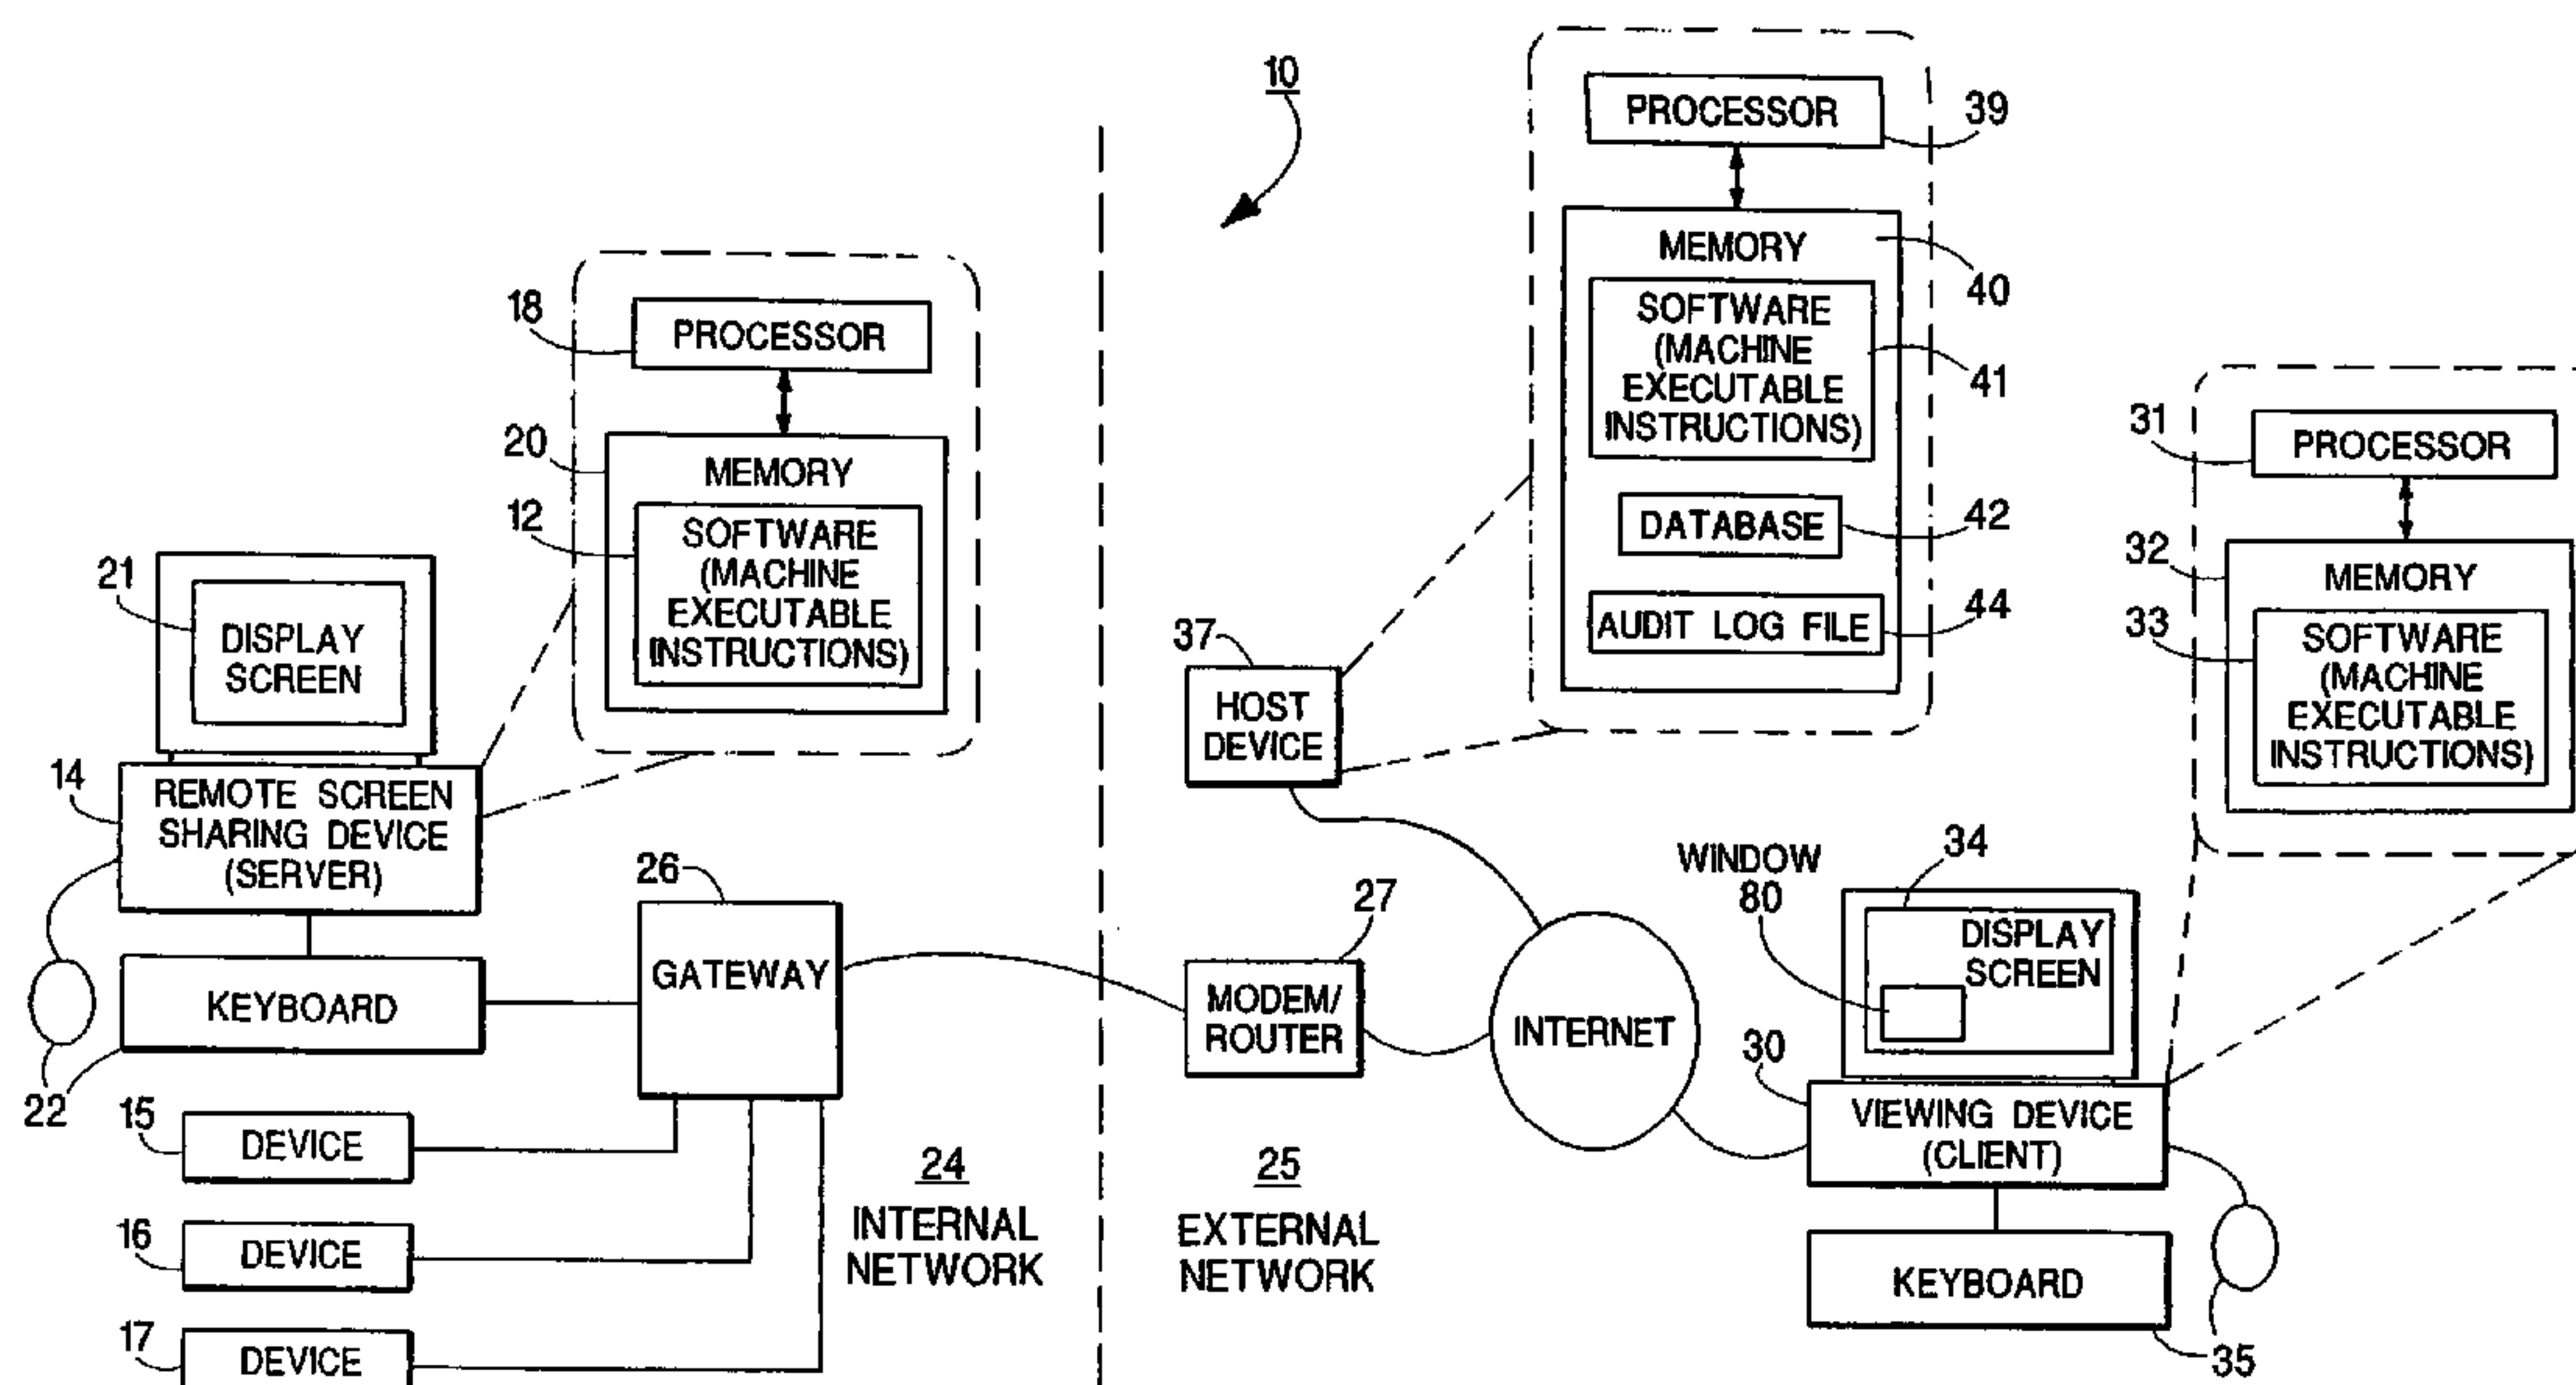 10
PROCESSOR
39
MEMORY
40
SOFTWARE
(MACHINE
EXECUTABLE
INSTRUCTIONS)
41
DATABASE
42
AUDIT LOG FILE
44
18
PROCESSOR
20
MEMORY
12
SOFTWARE
(MACHINE
EXECUTABLE
INSTRUCTIONS)
31
PROCESSOR
32
MEMORY
33
SOFTWARE
(MACHINE
EXECUTABLE
INSTRUCTIONS)
21
DISPLAY
SCREEN
14
REMOTE SCREEN
SHARING DEVICE
(SERVER)
KEYBOARD
22
26
GATEWAY
15
DEVICE
16
DEVICE
17
DEVICE
24
INTERNAL
NETWORK
25
EXTERNAL
NETWORK
37
HOST
DEVICE
27
MODEM/
ROUTER
INTERNET
WINDOW
80
34
DISPLAY
SCREEN
30
VIEWING DEVICE
(CLIENT)
KEYBOARD
35